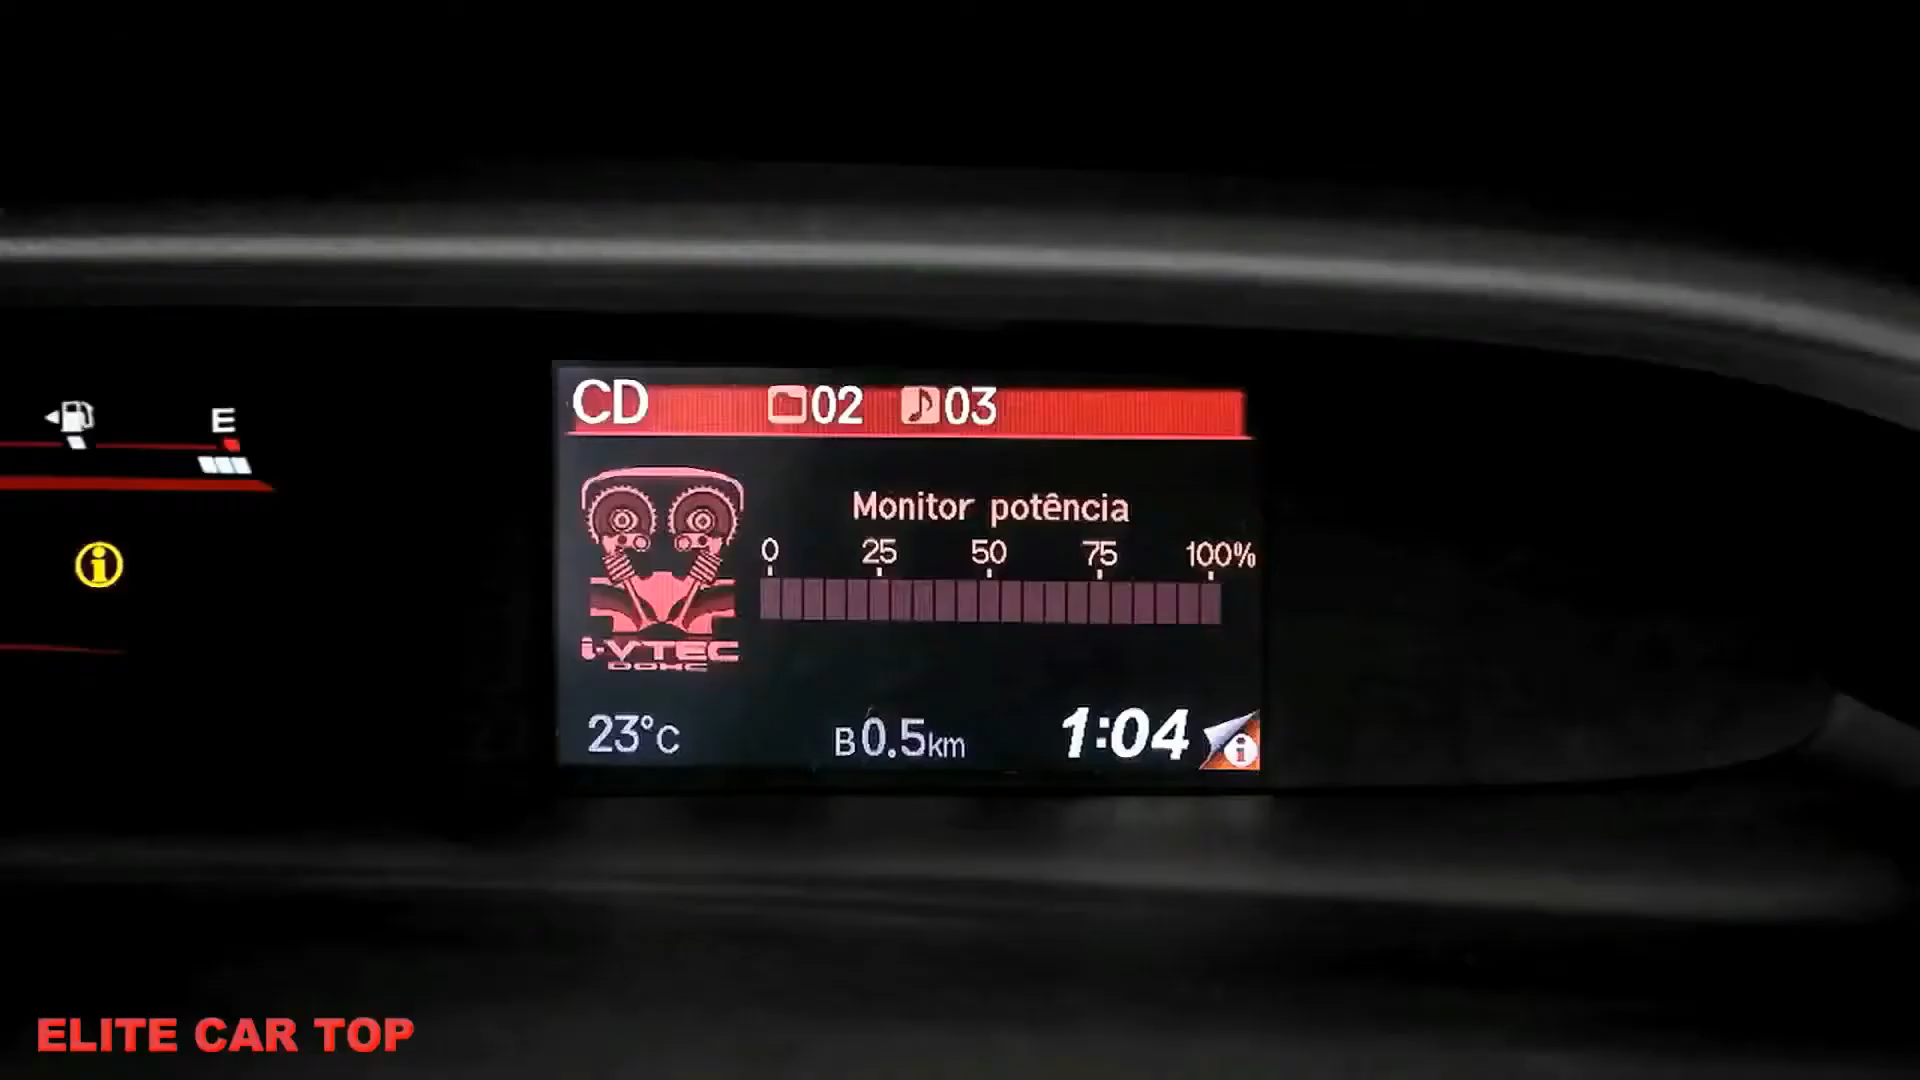 CD 02 03
E
Monitor potência
0 25 50 75 100%
i-VTEC
DOHC
23°C B0.5km 1:04
ELITE CAR TOP